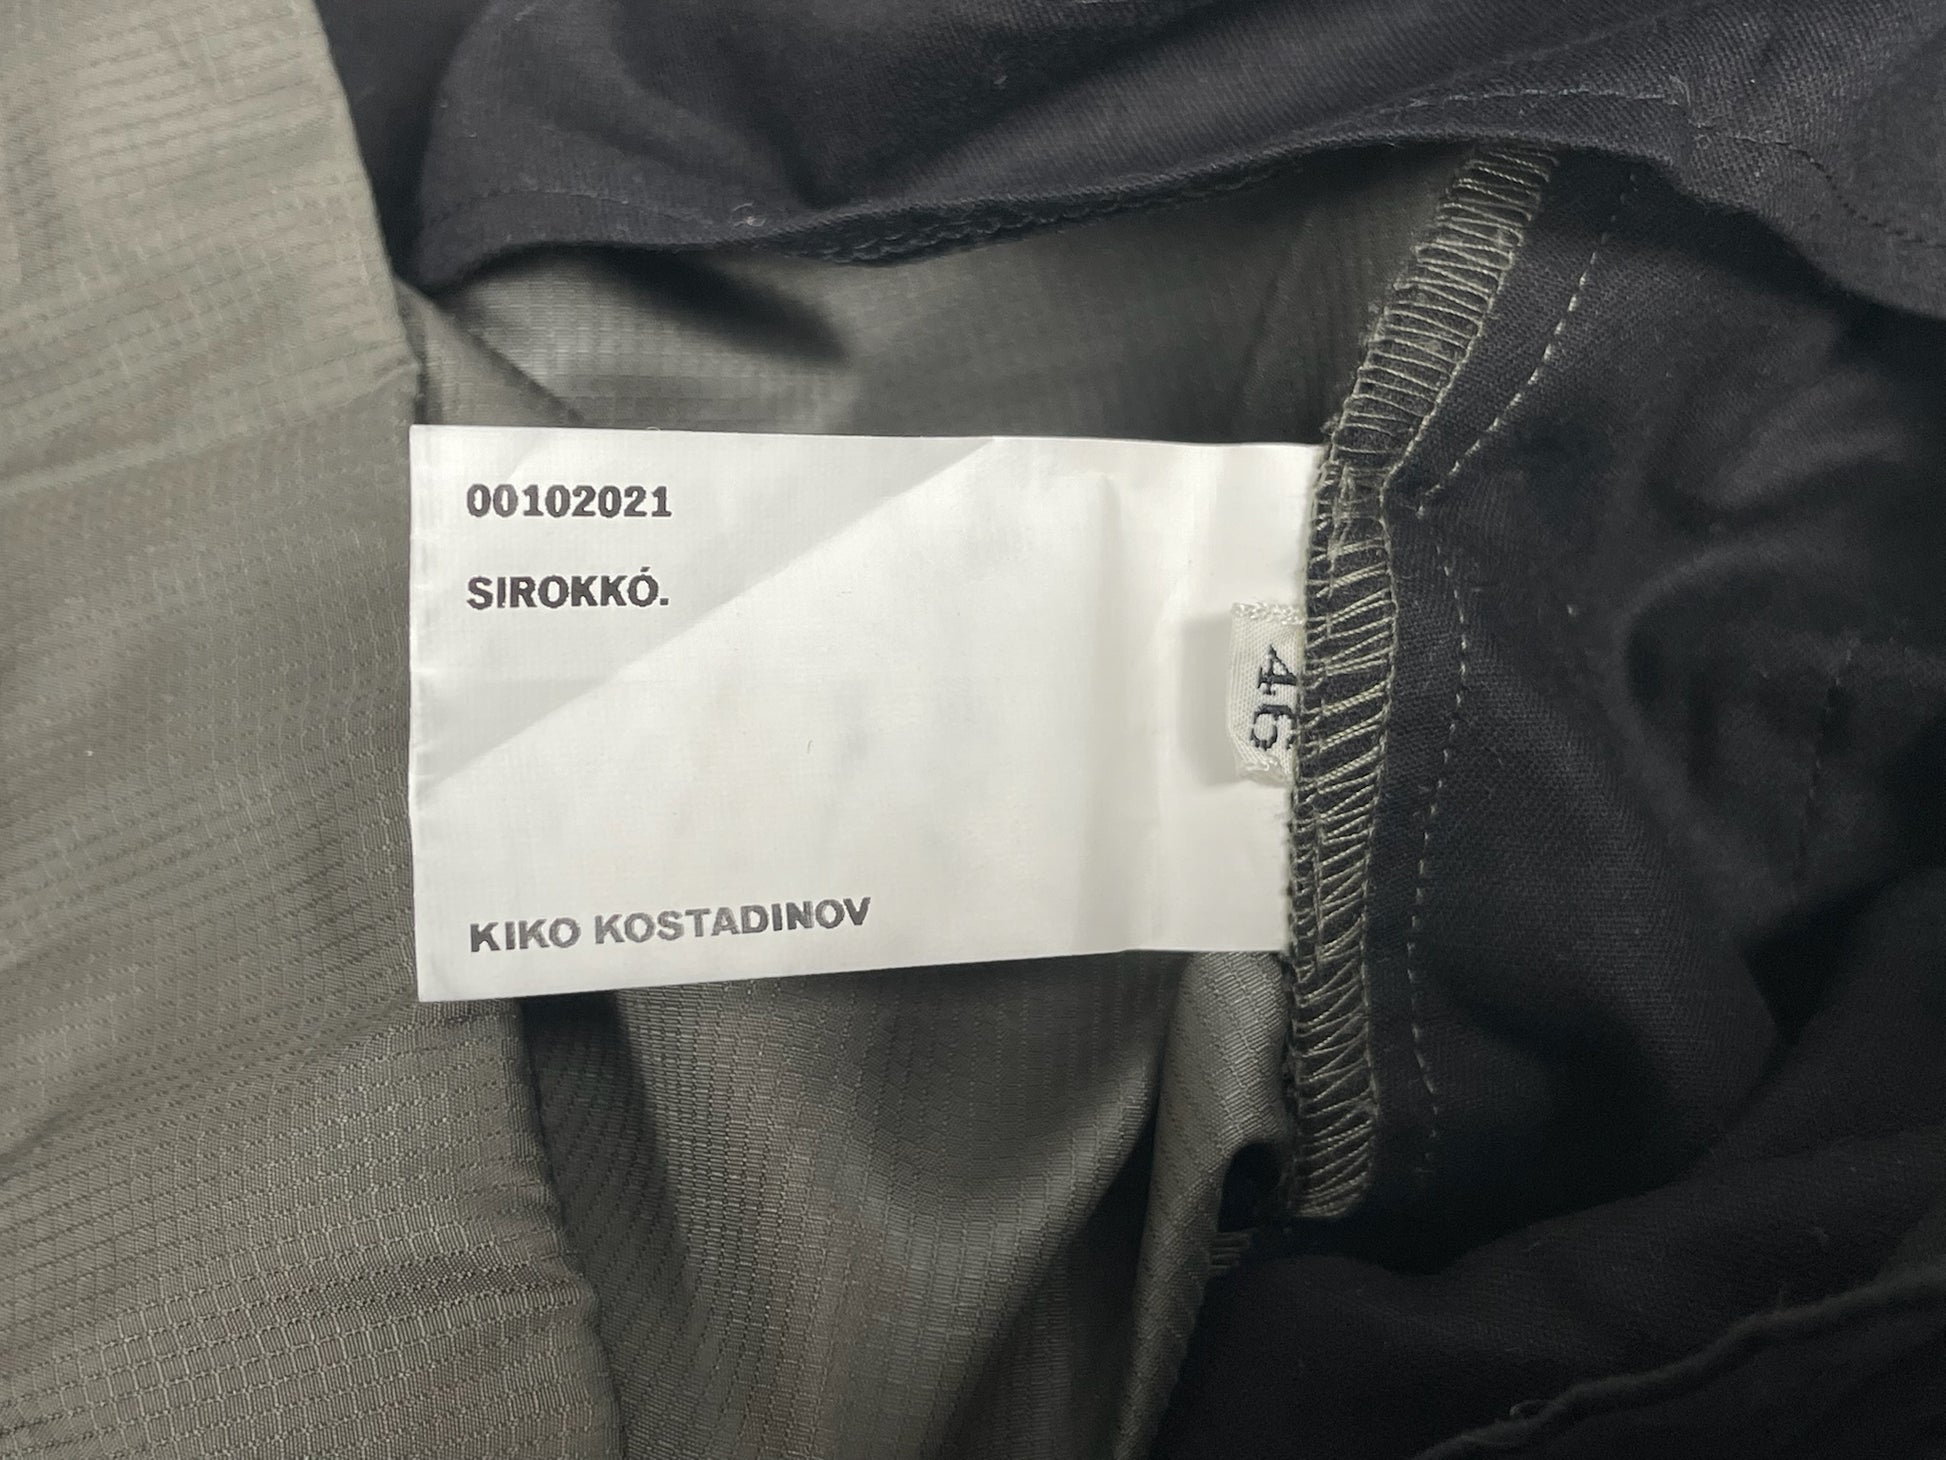 00102021
SIROKKÓ.
46
KIKO KOSTADINOV